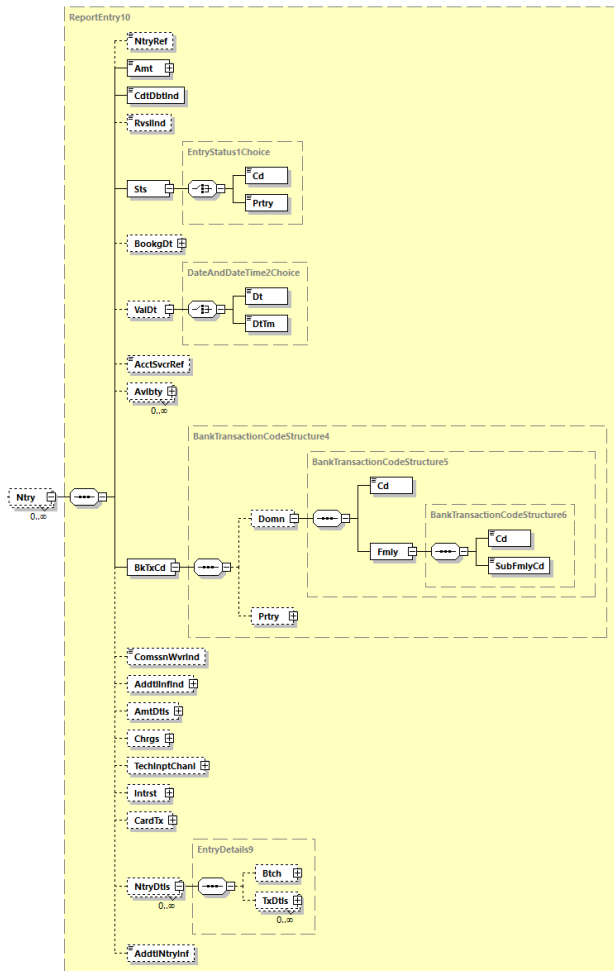 ReportEntry10
NtryRef
Amt
CdtDbtInd
RvslInd
EntryStatus1Choice
Cd
Sts
Prtry
BookgDt
DateAndDateTime2Choice
Dt
ValDt
DtTm
AcctSvcrRef
Avlbty
0..∞
BankTransactionCodeStructure4
BankTransactionCodeStructure5
Cd
Ntry
0..∞
BankTransactionCodeStructure6
Domn
Cd
Fmly
SubFmlyCd
BkTxCd
Prtry
ComssnWvrInd
AddtlInfInd
AmtDtls
Chrgs
TechInptChanl
Intrst
CardTx
EntryDetails9
Btch
NtryDtls
TxDtls
0..∞
0..∞
AddtlNtryInf